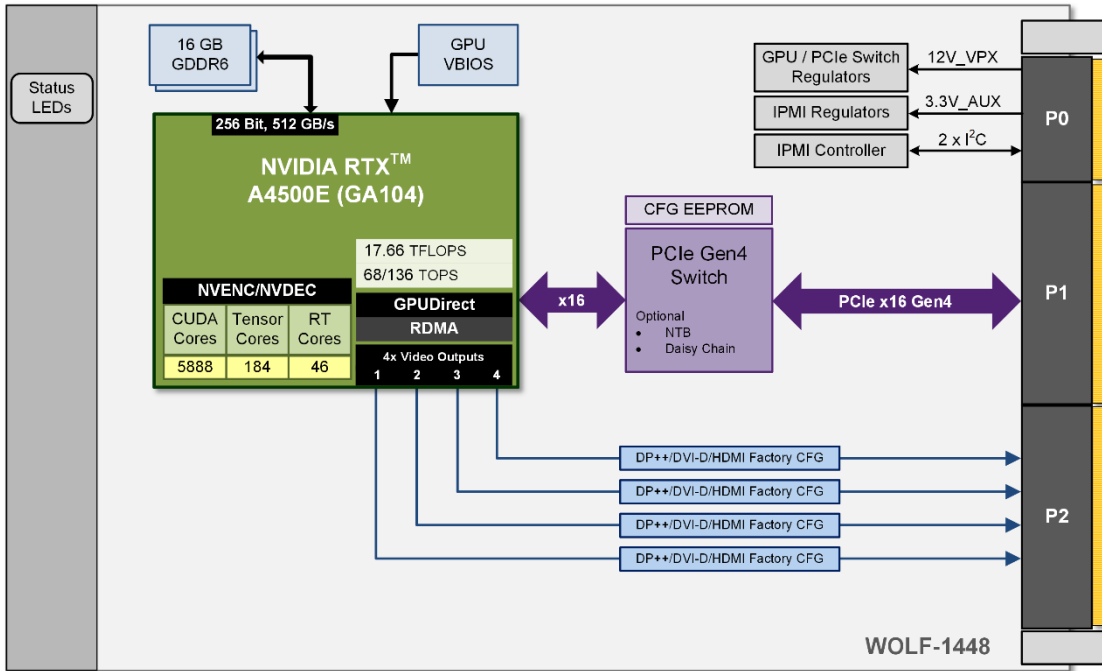 Status
LEDs
16 GB
GDDR6
GPU
VBIOS
256 Bit, 512 GB/s
NVIDIA RTX™
A4500E (GA104)
17.66 TFLOPS
68/136 TOPS
NVENC/NVDEC
CUDA
Cores
Tensor
Cores
RT
Cores
5888
184
46
GPUDirect
RDMA
4x Video Outputs
1 2 3 4
x16
CFG EEPROM
PCIe Gen4
Switch
Optional
• NTB
• Daisy Chain
PCIe x16 Gen4
GPU / PCIe Switch
Regulators
12V_VPX
IPMI Regulators
3.3V_AUX
IPMI Controller
2 x I²C
P0
P1
DP++/DVI-D/HDMI Factory CFG
DP++/DVI-D/HDMI Factory CFG
DP++/DVI-D/HDMI Factory CFG
DP++/DVI-D/HDMI Factory CFG
P2
WOLF-1448